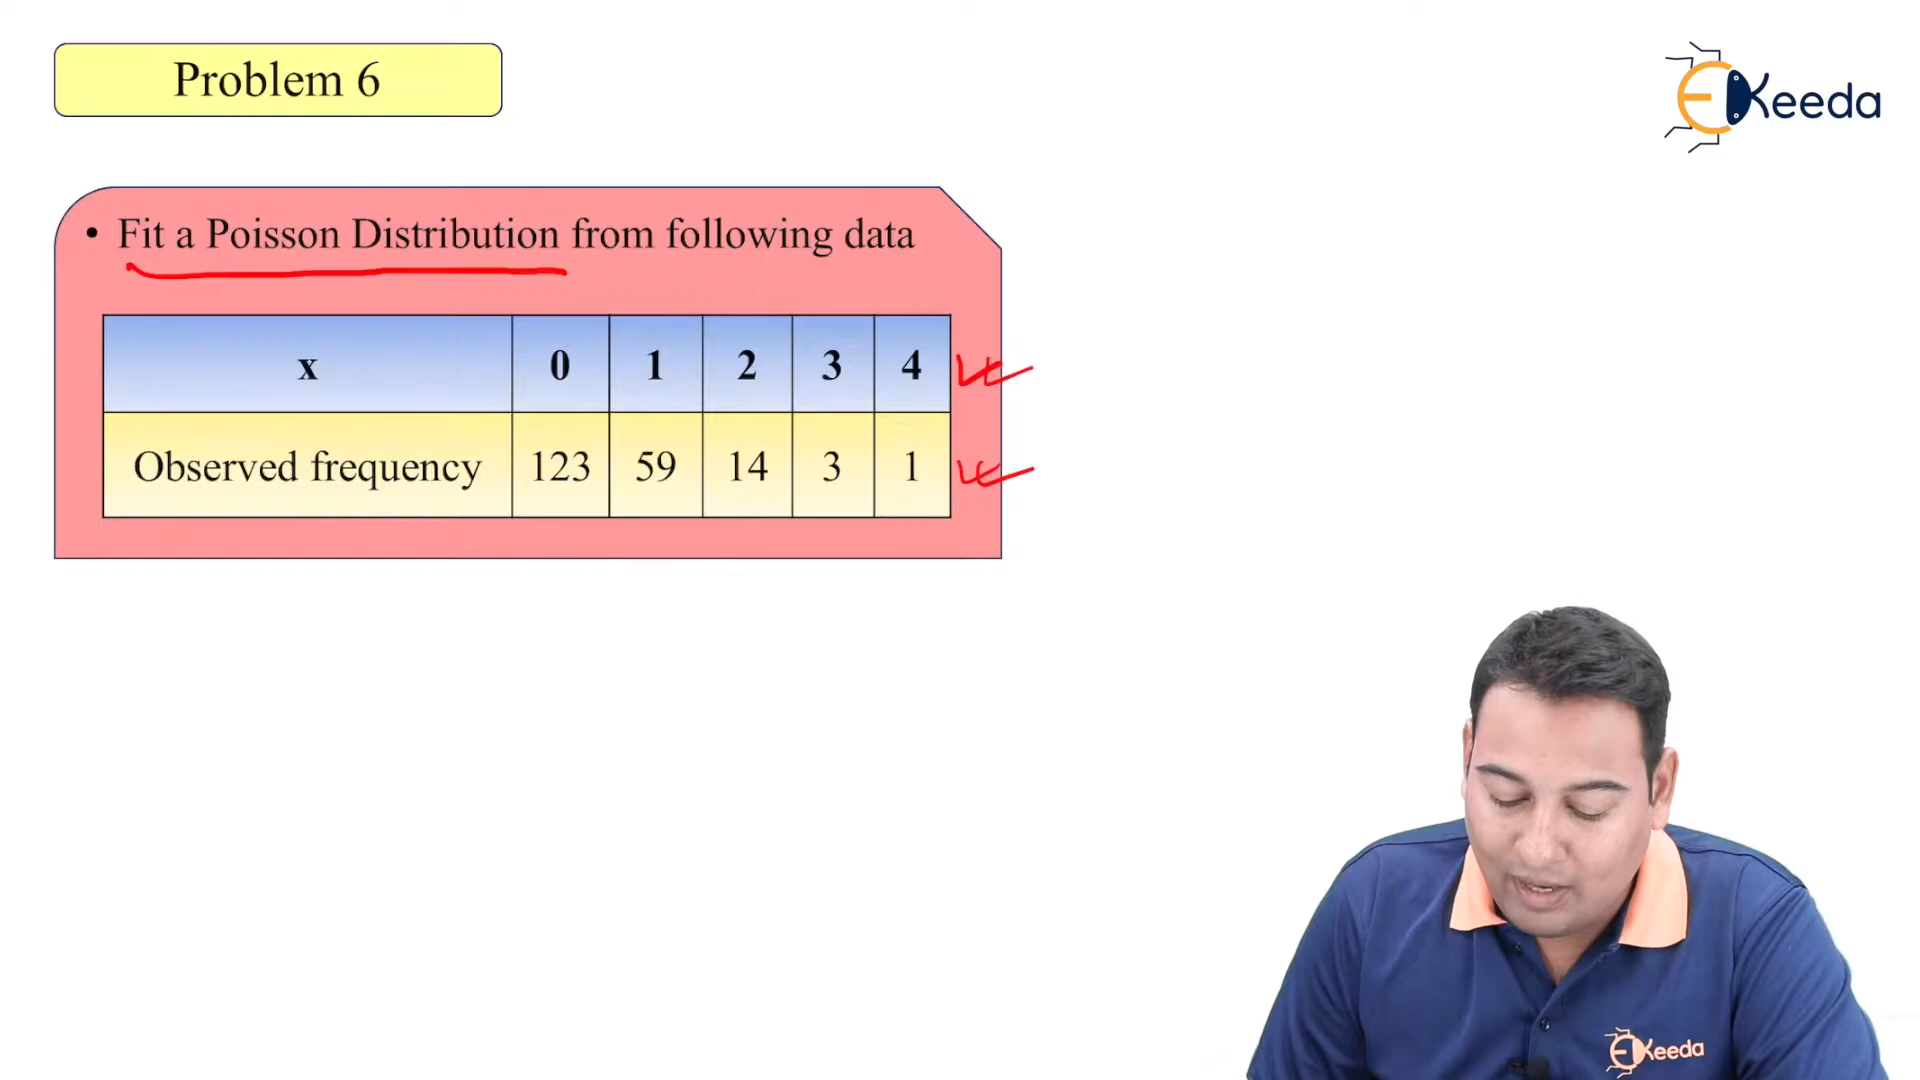 Problem 6
EKeeda
• Fit a Poisson Distribution from following data
x 0 1 2 3 4
Observed frequency 123 59 14 3 1
EKeeda